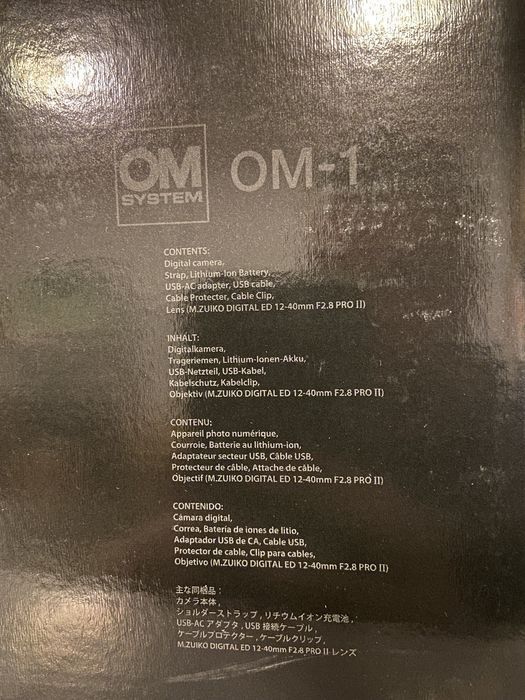 OM SYSTEM
OM-1
CONTENTS:
Digital camera,
Strap, Lithium-Ion Battery,
USB-AC adapter, USB cable,
Cable Protecter, Cable Clip,
Lens (M.ZUIKO DIGITAL ED 12-40mm F2.8 PRO II)
INHALT:
Digitalkamera,
Trageriemen, Lithium-Ionen-Akku,
USB-Netzteil, USB-Kabel,
Kabelschutz, Kabelclip,
Objektiv (M.ZUIKO DIGITAL ED 12-40mm F2.8 PRO II)
CONTENU:
Appareil photo numérique,
Courroie, Batterie au lithium-ion,
Adaptateur secteur USB, Câble USB,
Protecteur de câble, Attache de câble,
Objectif (M.ZUIKO DIGITAL ED 12-40mm F2.8 PRO II)
CONTENIDO:
Cámara digital,
Correa, Batería de iones de litio,
Adaptador USB de CA, Cable USB,
Protector de cable, Clip para cables,
Objetivo (M.ZUIKO DIGITAL ED 12-40mm F2.8 PRO II)
主な同梱品：
カメラ本体，
ショルダーストラップ，リチウムイオン充電池，
USB-AC アダプタ，USB 接続ケーブル，
ケーブルプロテクター，ケーブルクリップ，
M.ZUIKO DIGITAL ED 12-40mm F2.8 PRO II レンズ